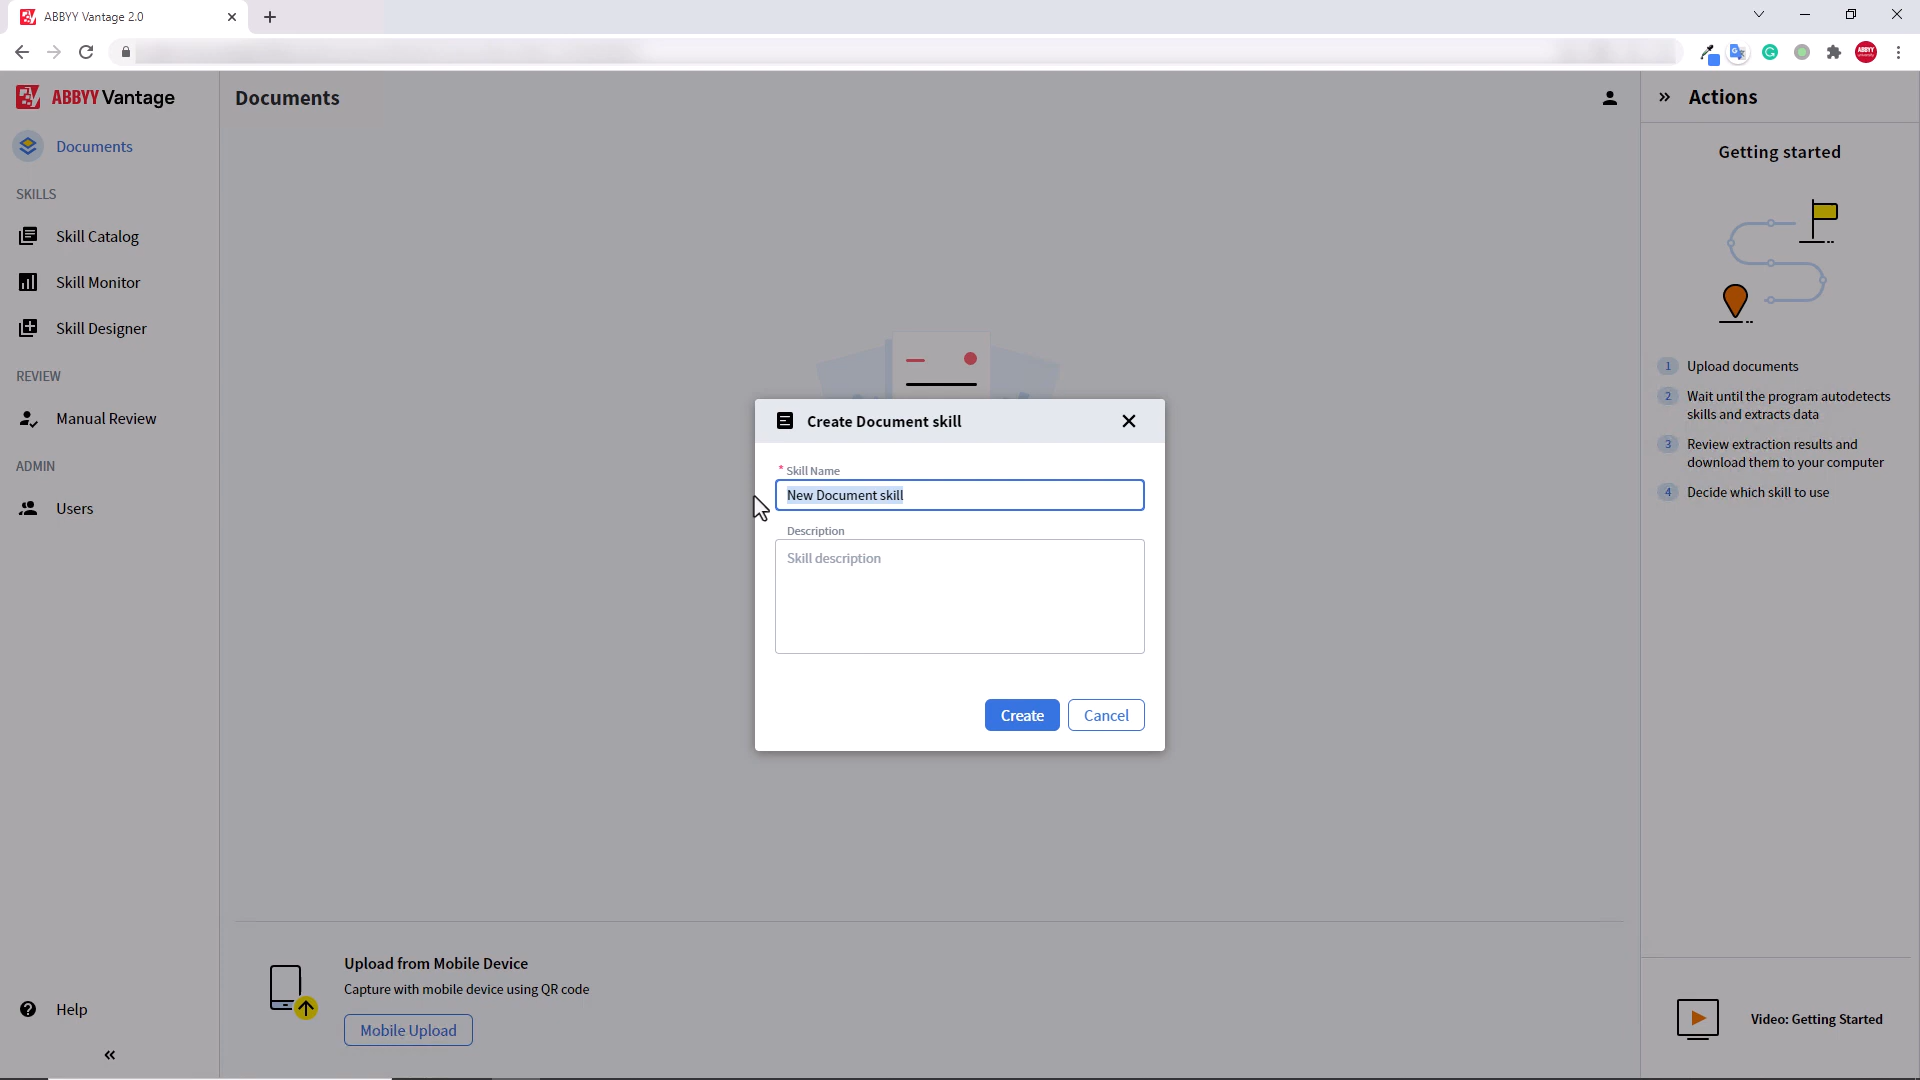 ABBYY Vantage 2.0
ABBYY Vantage
Documents
SKILLS
Skill Catalog
Skill Monitor
Skill Designer
REVIEW
Manual Review
ADMIN
Users
Help
Documents
Create Document skill
* Skill Name
New Document skill
Description
Skill description
Create
Cancel
Upload from Mobile Device
Capture with mobile device using QR code
Mobile Upload
Actions
Getting started
1 Upload documents
2 Wait until the program autodetects
skills and extracts data
3 Review extraction results and
download them to your computer
4 Decide which skill to use
Video: Getting Started